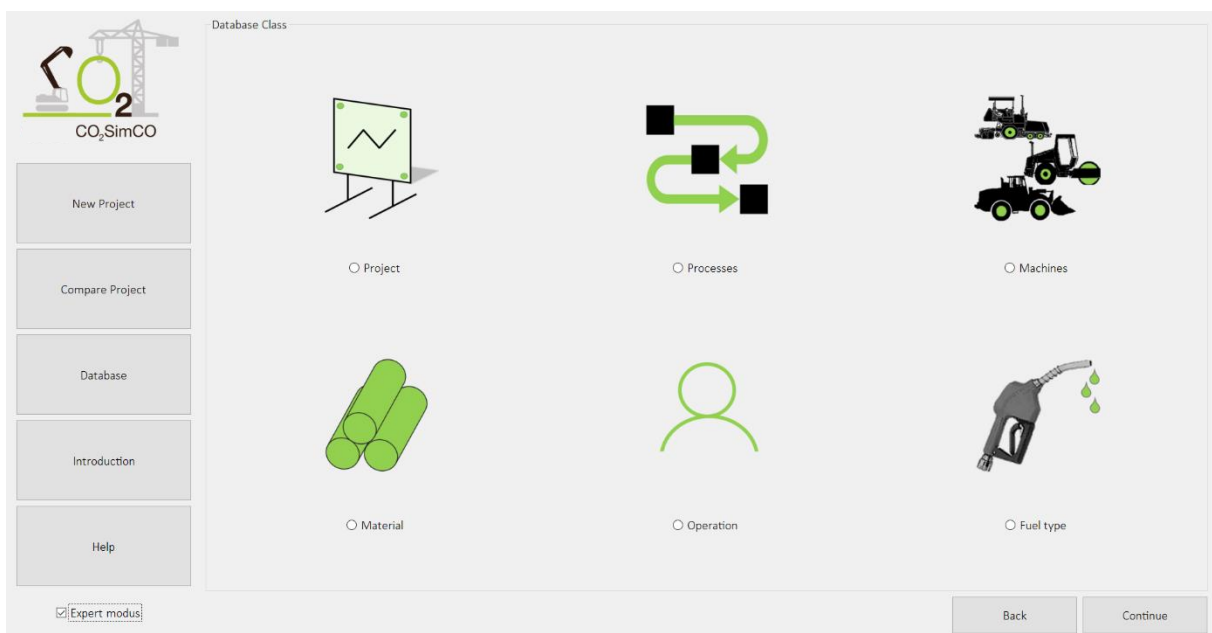 Database Class
CO2
CO₂SimCO
New Project
Compare Project
Database
Introduction
Help
Expert modus
Project
Processes
Machines
Material
Operation
Fuel type
Back
Continue